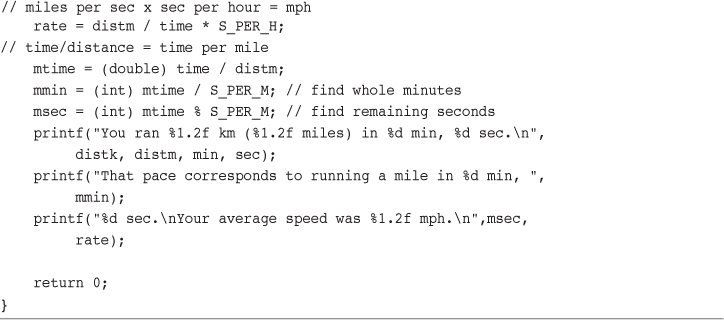 // miles per sec x sec per hour = mph
rate = distm / time * S_PER_H;
// time/distance = time per mile
mtime = (double) time / distm;
mmin = (int) mtime / S_PER_M; // find whole minutes
msec = (int) mtime % S_PER_M; // find remaining seconds
printf("You ran %1.2f km (%1.2f miles) in %d min, %d sec.\n",
distk, distm, min, sec);
printf("That pace corresponds to running a mile in %d min, ",
mmin);
printf("%d sec.\nYour average speed was %1.2f mph.\n",msec,
rate);
return 0;
}